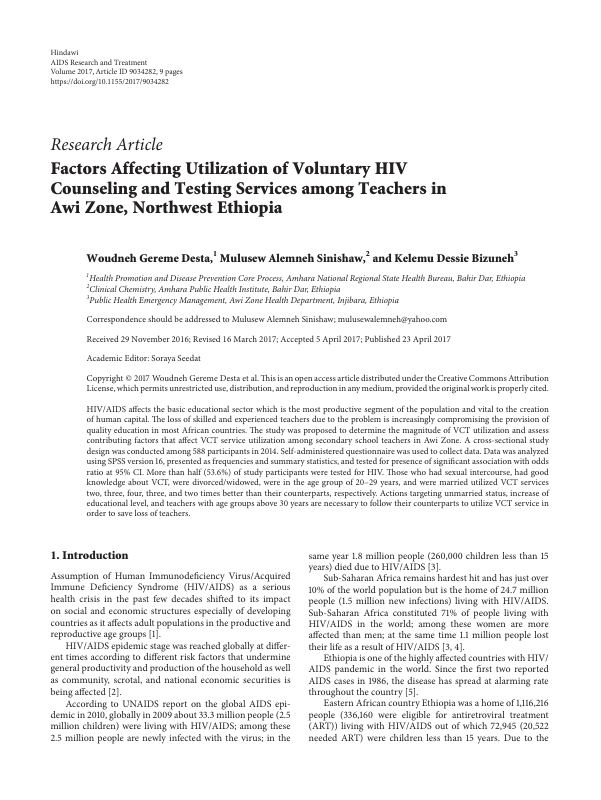 Hindawi
AIDS Research and Treatment
Volume 2017, Article ID 9034282, 9 pages
https://doi.org/10.1155/2017/9034282
Research Article
Factors Affecting Utilization of Voluntary HIV
Counseling and Testing Services among Teachers in
Awi Zone, Northwest Ethiopia
Woudneh Gereme Desta,1 Mulusew Alemneh Sinishaw,2 and Kelemu Dessie Bizuneh3
1Health Promotion and Disease Prevention Core Process, Amhara National Regional State Health Bureau, Bahir Dar, Ethiopia
2Clinical Chemistry, Amhara Public Health Institute, Bahir Dar, Ethiopia
3Public Health Emergency Management, Awi Zone Health Department, Injibara, Ethiopia
Correspondence should be addressed to Mulusew Alemneh Sinishaw; mulusewalemneh@yahoo.com
Received 29 November 2016; Revised 16 March 2017; Accepted 5 April 2017; Published 23 April 2017
Academic Editor: Soraya Seedat
Copyright © 2017 Woudneh Gereme Desta et al. This is an open access article distributed under the Creative Commons Attribution
License, which permits unrestricted use, distribution, and reproduction in any medium, provided the original work is properly cited.
HIV/AIDS affects the basic educational sector which is the most productive segment of the population and vital to the creation
of human capital. The loss of skilled and experienced teachers due to the problem is increasingly compromising the provision of
quality education in most African countries. The study was proposed to determine the magnitude of VCT utilization and assess
contributing factors that affect VCT service utilization among secondary school teachers in Awi Zone. A cross-sectional study
design was conducted among 588 participants in 2014. Self-administered questionnaire was used to collect data. Data was analyzed
using SPSS version 16, presented as frequencies and summary statistics, and tested for presence of significant association with odds
ratio at 95% CI. More than half (53.6%) of study participants were tested for HIV. Those who had sexual intercourse, had good
knowledge about VCT, were divorced/widowed, were in the age group of 20–29 years, and were married utilized VCT services
two, three, four, three, and two times better than their counterparts, respectively. Actions targeting unmarried status, increase of
educational level, and teachers with age groups above 30 years are necessary to follow their counterparts to utilize VCT service in
order to save loss of teachers.
1. Introduction
Assumption of Human Immunodeficiency Virus/Acquired
Immune Deficiency Syndrome (HIV/AIDS) as a serious
health crisis in the past few decades shifted to its impact
on social and economic structures especially of developing
countries as it affects adult populations in the productive and
reproductive age groups [1].
HIV/AIDS epidemic stage was reached globally at differ-
ent times according to different risk factors that undermine
general productivity and production of the household as well
as community, scrotal, and national economic securities is
being affected [2].
According to UNAIDS report on the global AIDS epi-
demic in 2010, globally in 2009 about 33.3 million people (2.5
million children) were living with HIV/AIDS; among these
2.5 million people are newly infected with the virus; in the
same year 1.8 million people (260,000 children less than 15
years) died due to HIV/AIDS [3].
Sub-Saharan Africa remains hardest hit and has just over
10% of the world population but is the home of 24.7 million
people (1.5 million new infections) living with HIV/AIDS.
Sub-Saharan Africa constituted 71% of people living with
HIV/AIDS in the world; among these women are more
affected than men; at the same time 1.1 million people lost
their life as a result of HIV/AIDS [3, 4].
Ethiopia is one of the highly affected countries with HIV/
AIDS pandemic in the world. Since the first two reported
AIDS cases in 1986, the disease has spread at alarming rate
throughout the country [5].
Eastern African country Ethiopia was a home of 1,116,216
people (336,160 were eligible for antiretroviral treatment
(ART)) living with HIV/AIDS out of which 72,945 (20,522
needed ART) were children less than 15 years. Due to the